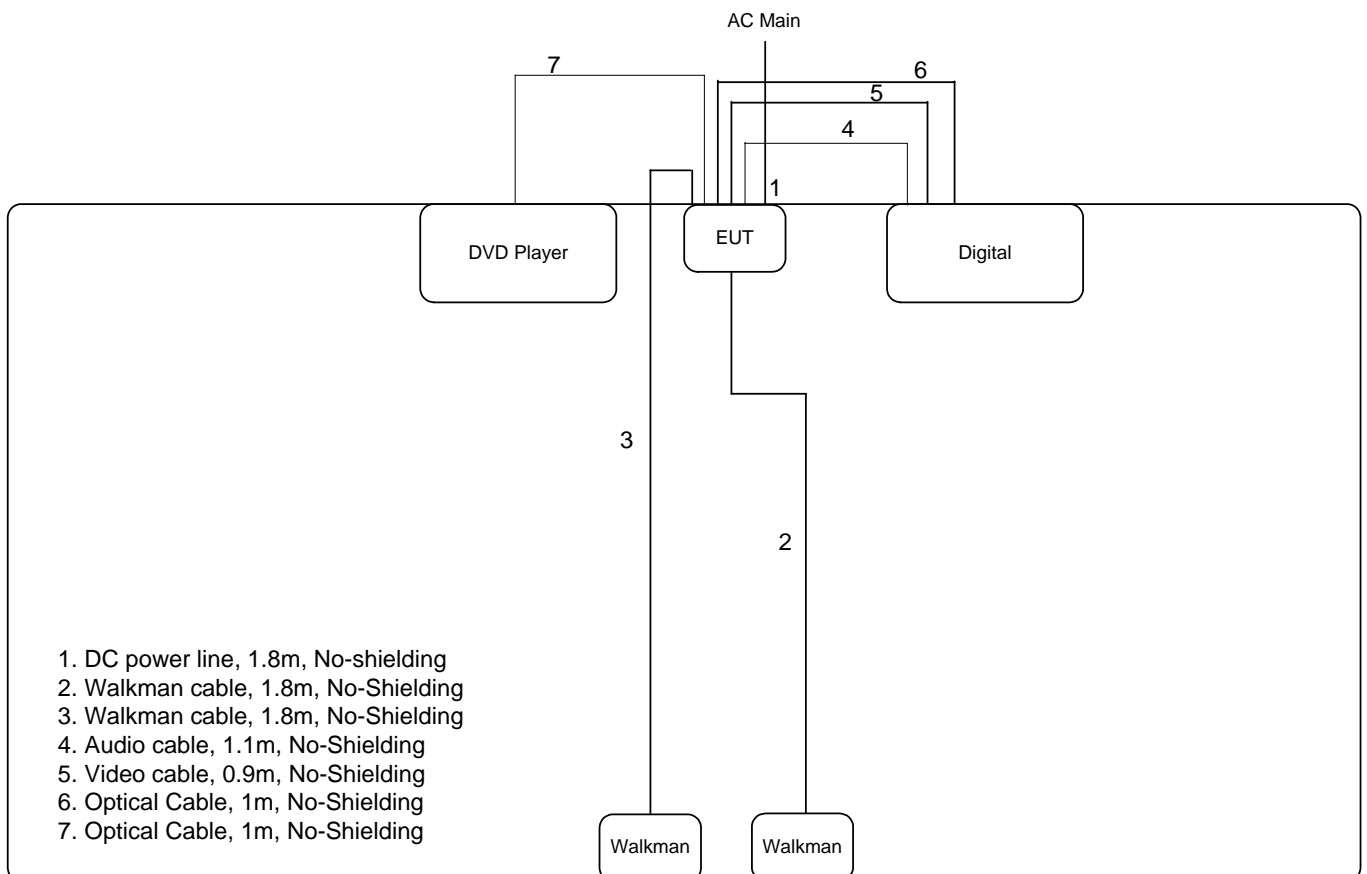 AC Main
7
6
5
4
1
DVD Player
EUT
Digital
3
2
1. DC power line, 1.8m, No-shielding
2. Walkman cable, 1.8m, No-Shielding
3. Walkman cable, 1.8m, No-Shielding
4. Audio cable, 1.1m, No-Shielding
5. Video cable, 0.9m, No-Shielding
6. Optical Cable, 1m, No-Shielding
7. Optical Cable, 1m, No-Shielding
Walkman
Walkman